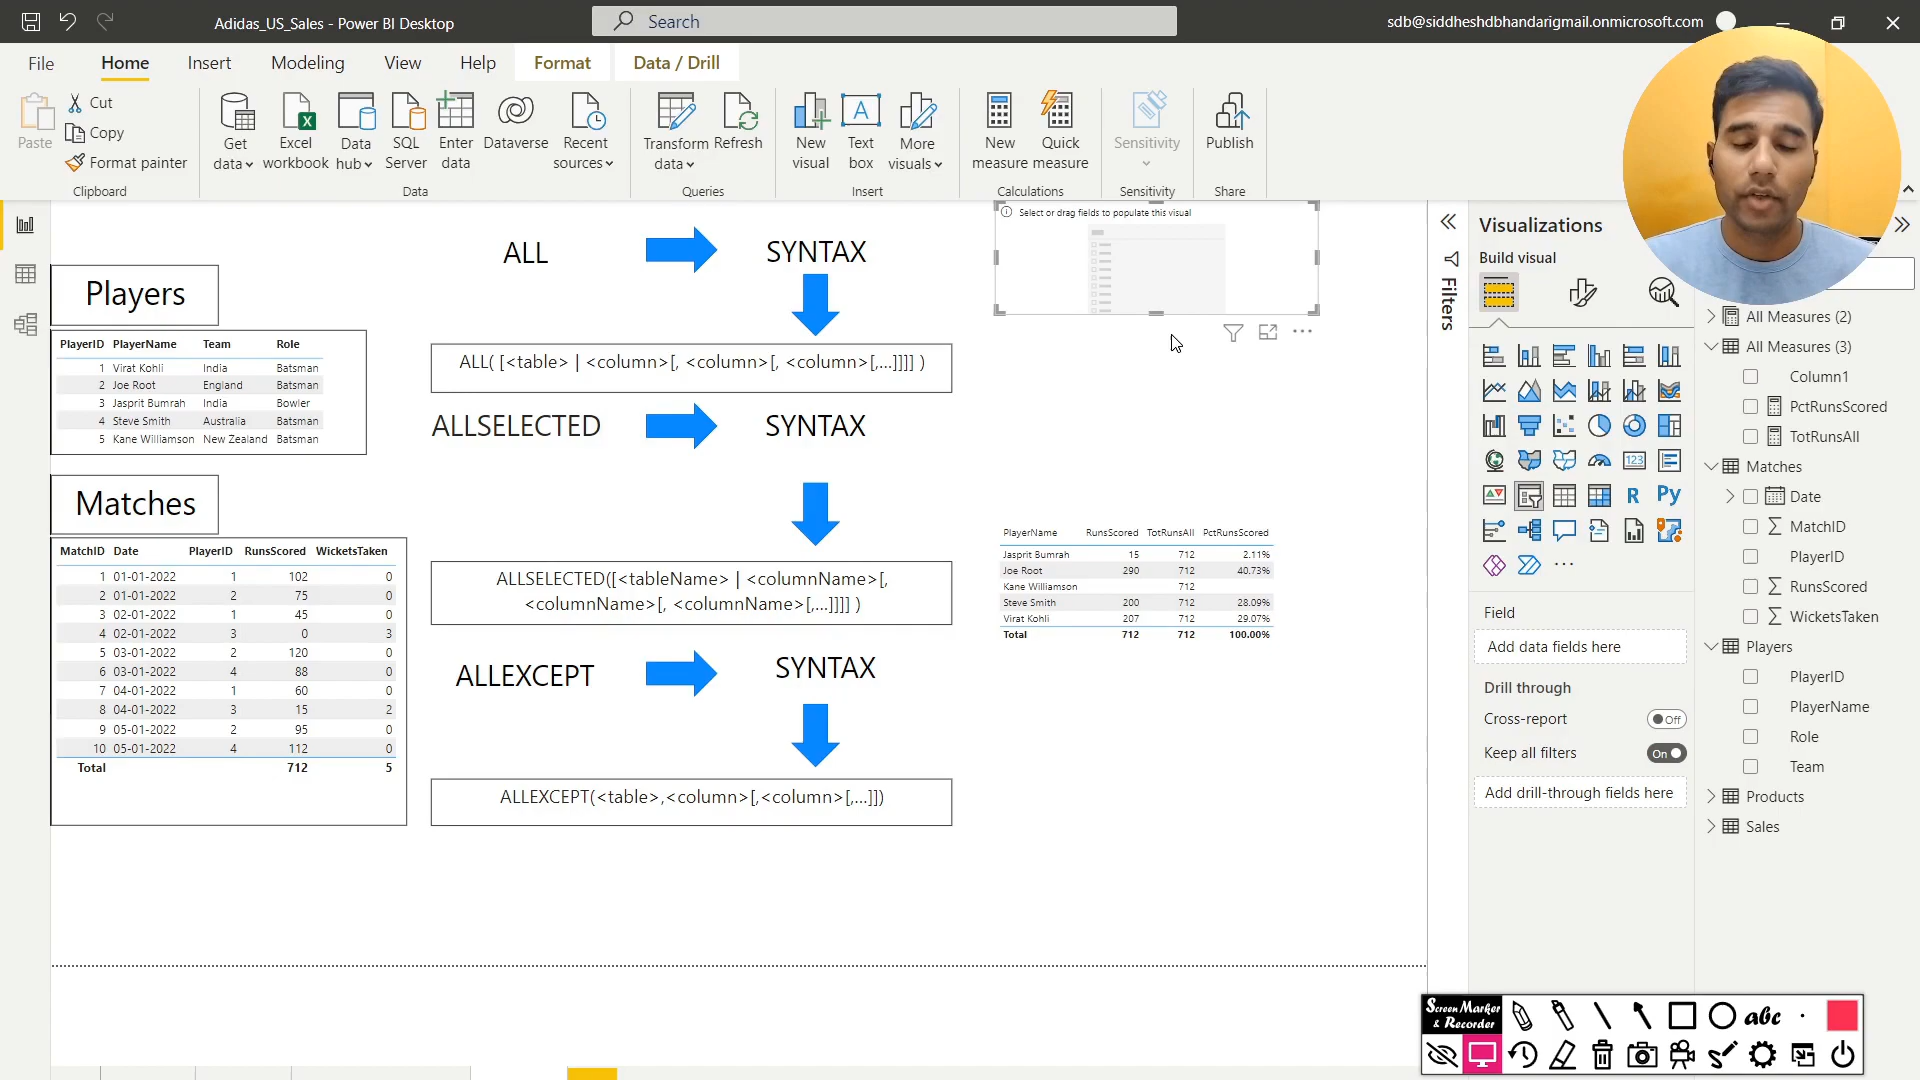 Adidas_US_Sales - Power BI Desktop
Search
sdb@siddheshdbhandarigmail.onmicrosoft.com
File Home Insert Modeling View Help Format Data / Drill
Paste
Cut
Copy
Format painter
Clipboard
Get data
Excel workbook
Data hub
SQL Server
Enter data
Dataverse
Recent sources
Data
Transform data
Refresh
Queries
New visual
Text box
More visuals
Insert
New measure
Quick measure
Calculations
Sensitivity
Sensitivity
Publish
Share
Players
PlayerID PlayerName Team Role
1 Virat Kohli India Batsman
2 Joe Root England Batsman
3 Jasprit Bumrah India Bowler
4 Steve Smith Australia Batsman
5 Kane Williamson New Zealand Batsman
Matches
MatchID Date PlayerID RunsScored WicketsTaken
1 01-01-2022 1 102 0
2 01-01-2022 2 75 0
3 02-01-2022 1 45 0
4 02-01-2022 3 0 3
5 03-01-2022 2 120 0
6 03-01-2022 4 88 0
7 04-01-2022 1 60 0
8 04-01-2022 3 15 2
9 05-01-2022 2 95 0
10 05-01-2022 4 112 0
Total 712 5
ALL SYNTAX
ALL( [<table> | <column>[, <column>[, <column>[,...]]]] )
ALLSELECTED SYNTAX
ALLSELECTED([<tableName> | <columnName>[,
<columnName>[, <columnName>[,...]]]] )
ALLEXCEPT SYNTAX
ALLEXCEPT(<table>,<column>[,<column>[,...]])
Select or drag fields to populate this visual
PlayerName RunsScored TotRunsAll PctRunsScored
Jasprit Bumrah 15 712 2.11%
Joe Root 290 712 40.73%
Kane Williamson 712
Steve Smith 200 712 28.09%
Virat Kohli 207 712 29.07%
Total 712 712 100.00%
Filters
Visualizations
Build visual
123
R
Py
Field
Add data fields here
Drill through
Cross-report Off
Keep all filters On
Add drill-through fields here
All Measures (2)
All Measures (3)
Column1
PctRunsScored
TotRunsAll
Matches
Date
MatchID
PlayerID
RunsScored
WicketsTaken
Players
PlayerID
PlayerName
Role
Team
Products
Sales
Screen Marker
& Recorder
abc